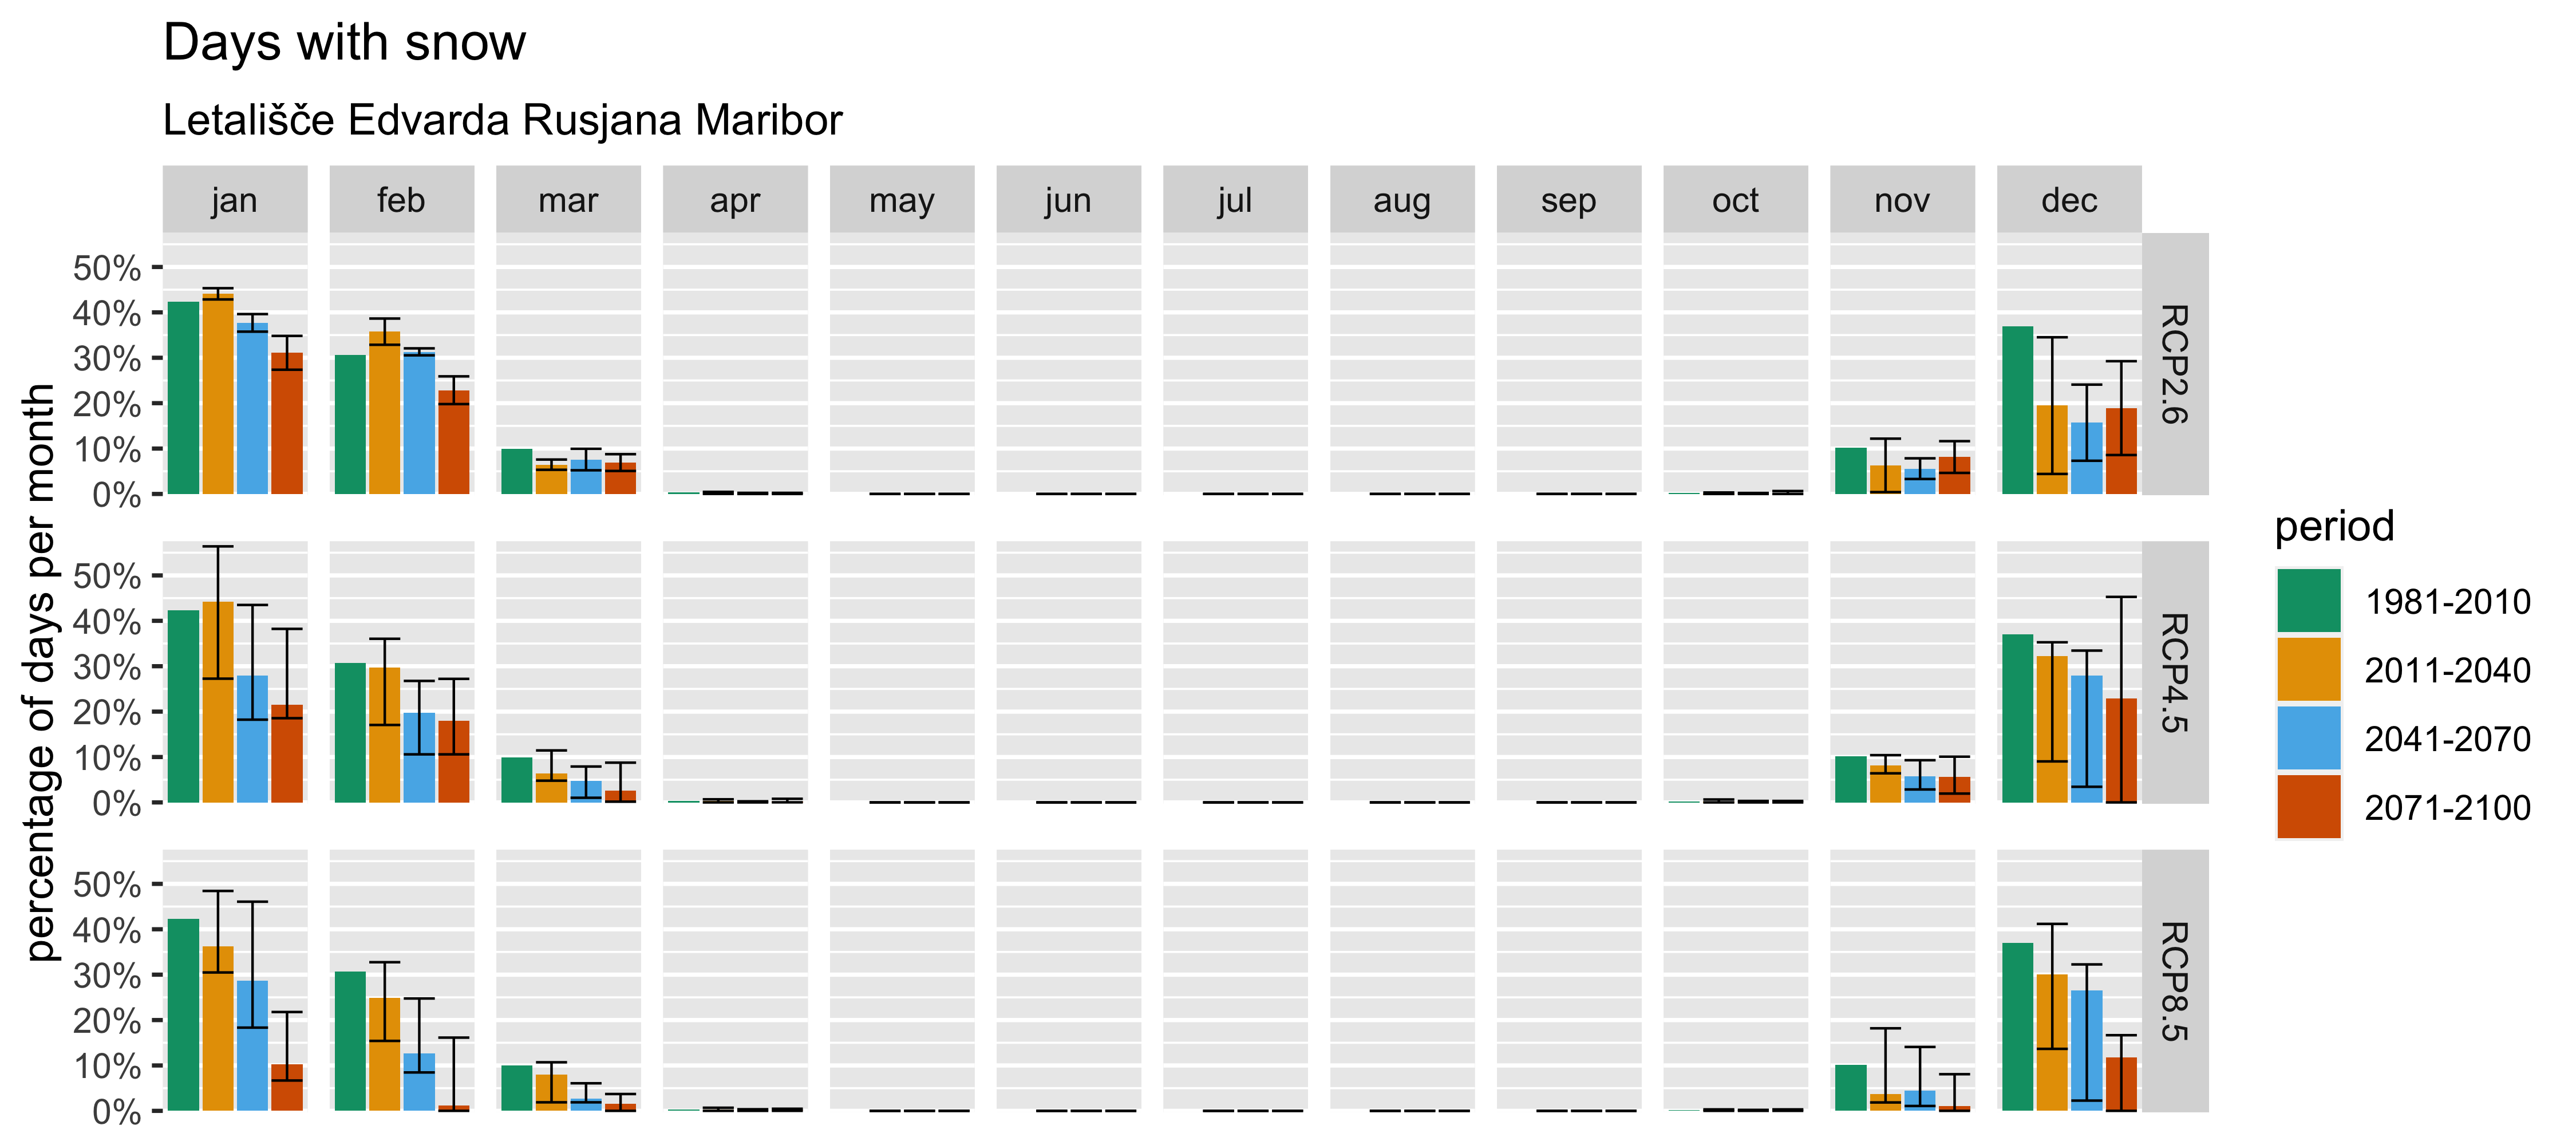 Days with snow
Letališče Edvarda Rusjana Maribor
jan feb mar apr may jun jul aug sep oct nov dec
percentage of days per month
50%
40%
30%
20%
10%
0%
RCP2.6
50%
40%
30%
20%
10%
0%
RCP4.5
50%
40%
30%
20%
10%
0%
RCP8.5
period
1981-2010
2011-2040
2041-2070
2071-2100